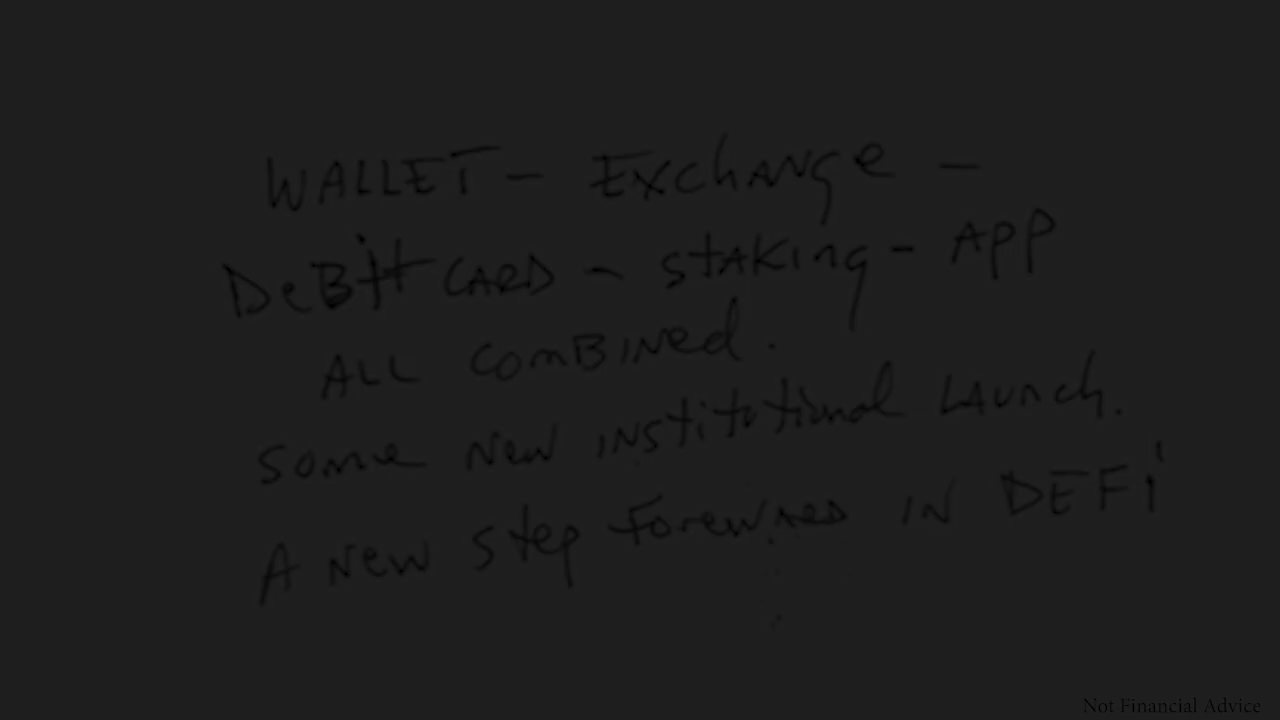 WALLET - Exchange -
DeBit CARD - stAKing - App
ALL comBiNed.
some New iNstitutional LAunch.
A New step forewARD iN DEFi
Not Financial Advice